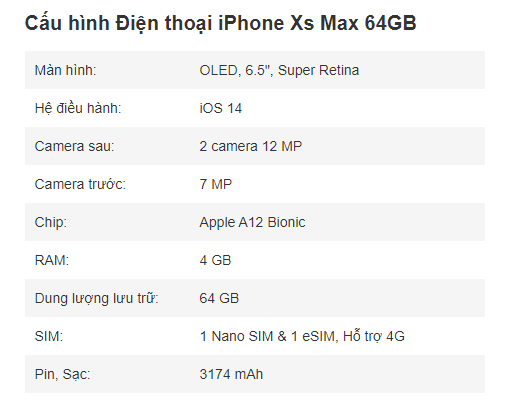 Cấu hình Điện thoại iPhone Xs Max 64GB
Màn hình: OLED, 6.5", Super Retina
Hệ điều hành: iOS 14
Camera sau: 2 camera 12 MP
Camera trước: 7 MP
Chip: Apple A12 Bionic
RAM: 4 GB
Dung lượng lưu trữ: 64 GB
SIM: 1 Nano SIM & 1 eSIM, Hỗ trợ 4G
Pin, Sạc: 3174 mAh